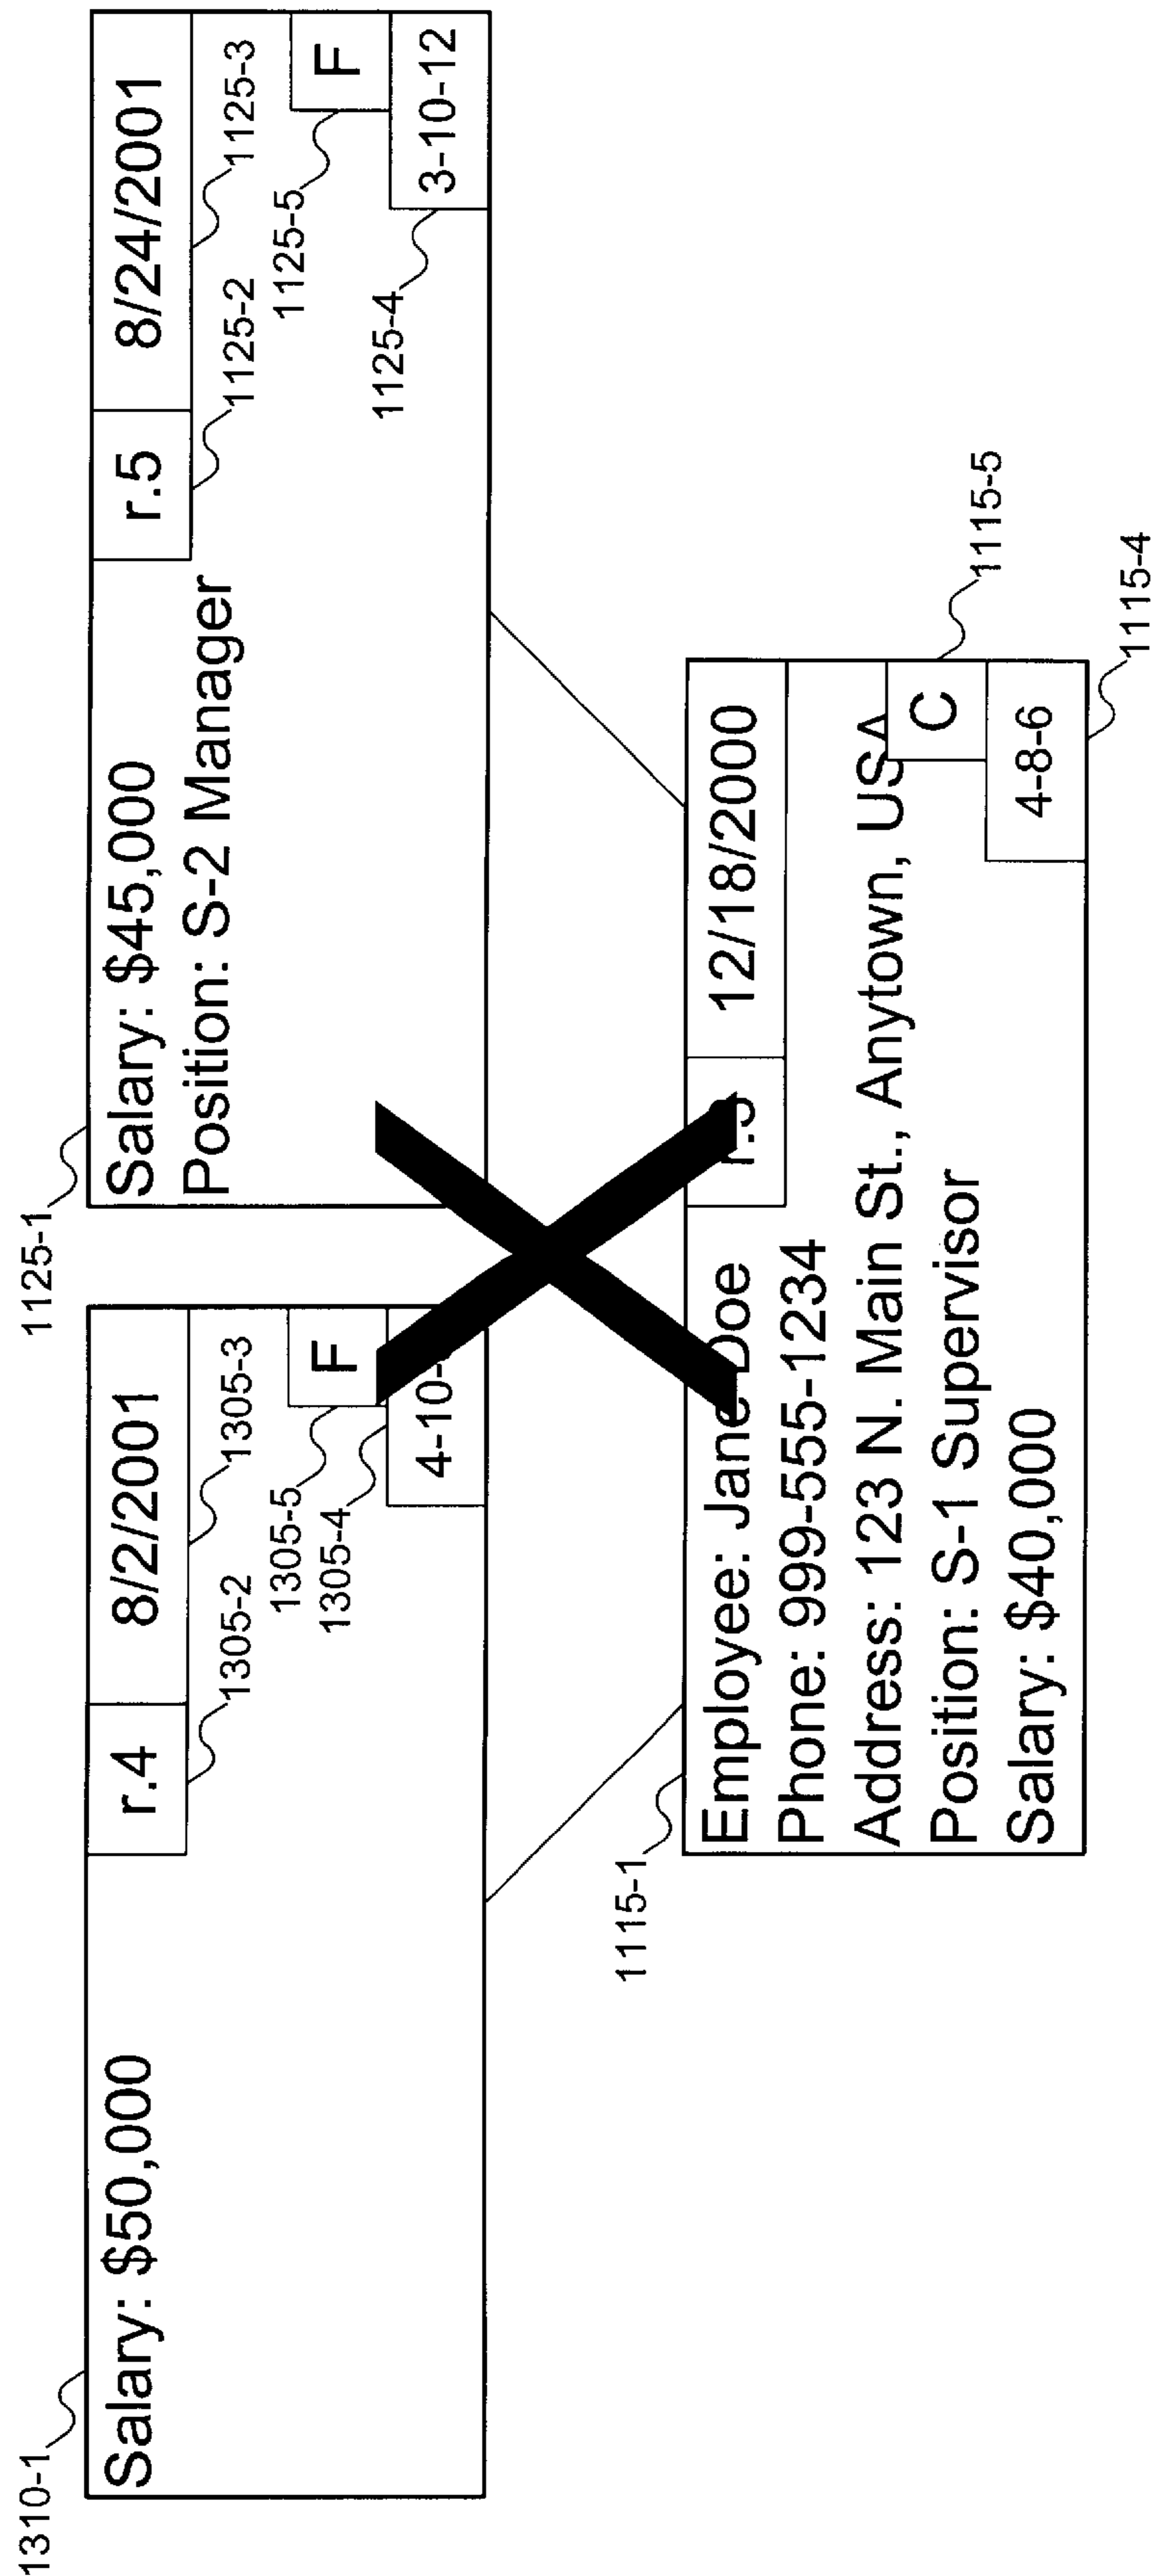 1310-1
Salary: $50,000
r.4
8/2/2001
1305-2
1305-3
1305-5
F
1305-4
1125-1
Salary: $45,000
Position: S-2 Manager
r.5
8/24/2001
1125-2
1125-3
1125-5
F
1125-4
3-10-12
1115-1
Employee: Jane Doe
12/18/2000
Phone: 999-555-1234
Address: 123 N. Main St., Anytown, USA
Position: S-1 Supervisor
C
1115-5
Salary: $40,000
4-8-6
1115-4